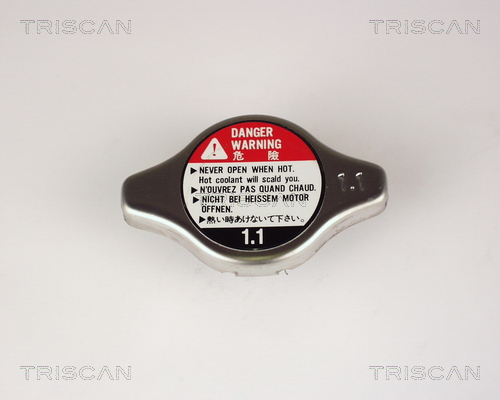 TRISCAN
TRISCAN
DANGER
WARNING
危險
▶NEVER OPEN WHEN HOT.
Hot coolant will scald you.
▶N'OUVREZ PAS QUAND CHAUD.
▶NICHT BEI HEISSEM MOTOR
ÖFFNEN.
▶熱い時あけないで下さい。
1.1
1.1
TRISCAN
TRISCAN
TRISCAN